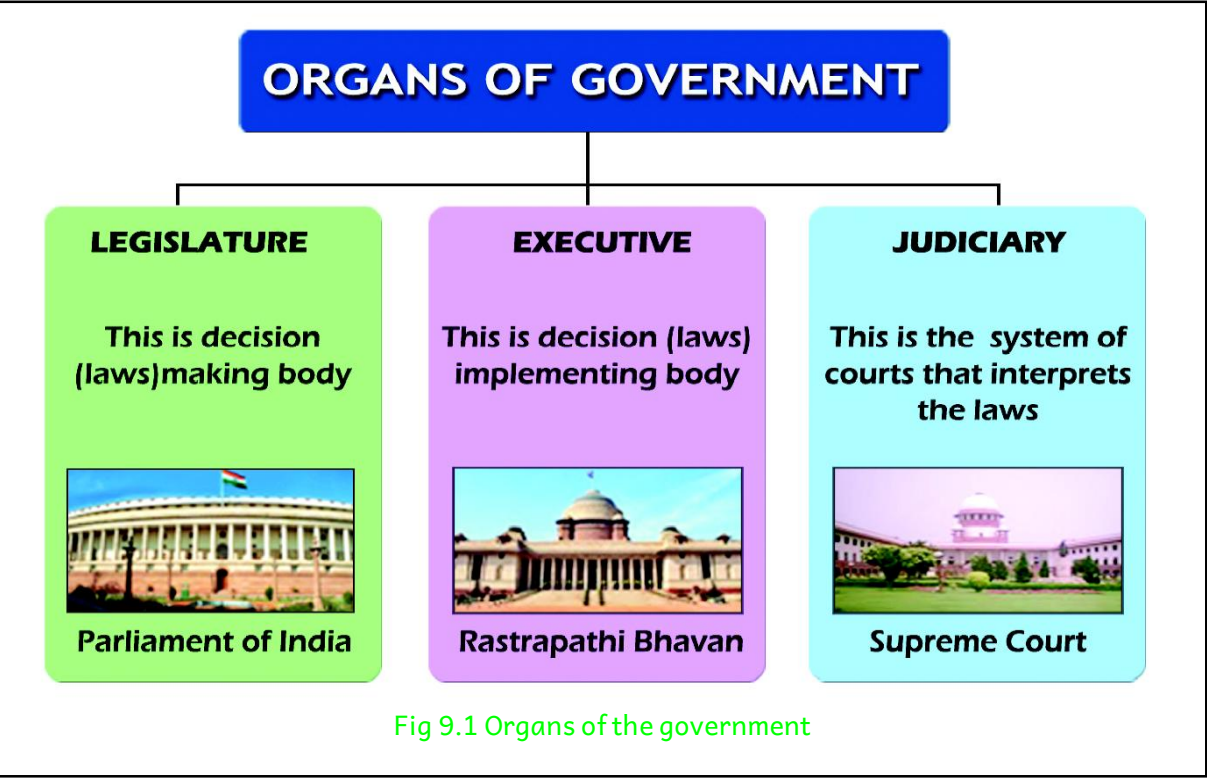 ORGANS OF GOVERNMENT
LEGISLATURE
This is decision
(laws)making body
Parliament of India
EXECUTIVE
This is decision (laws)
implementing body
Rastrapathi Bhavan
JUDICIARY
This is the system of
courts that interprets
the laws
Supreme Court
Fig 9.1 Organs of the government